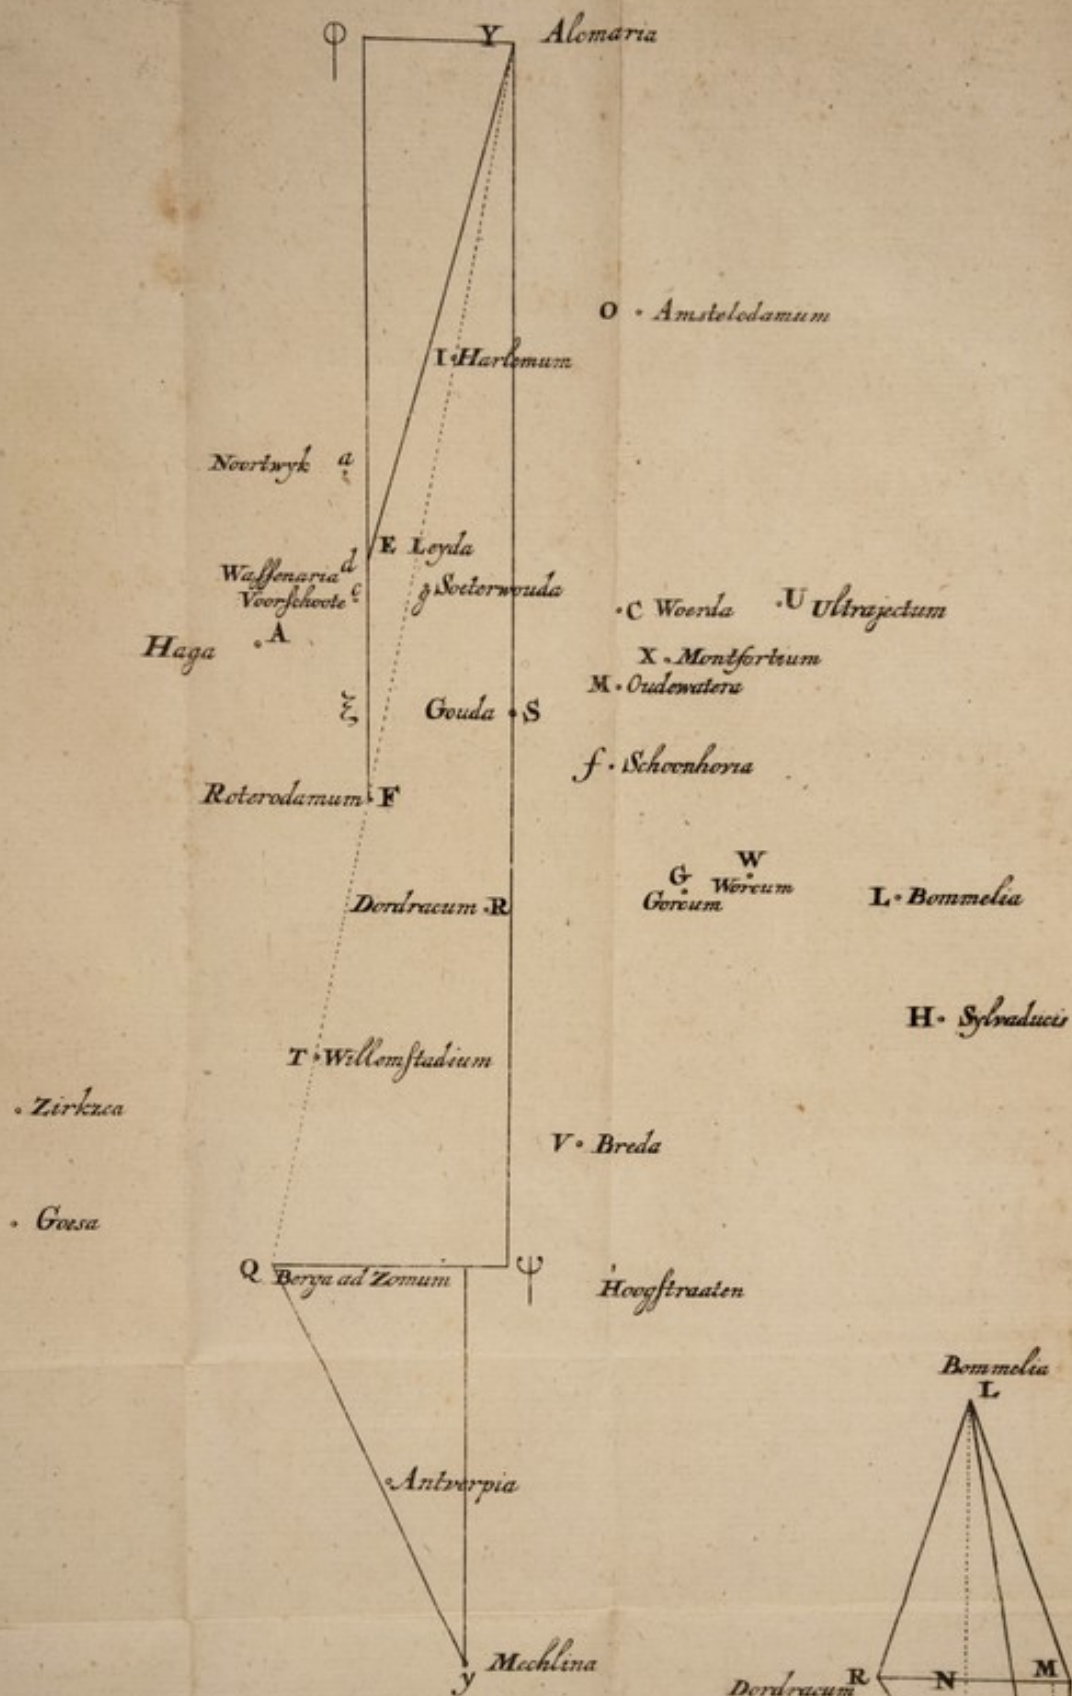 Φ Y Alcmaria
O Amstelodamum
I Harlemum
Noortwyk a
E Leyda
d
Waſſenaria
Voorſchoote c
g Soeterwouda
C Woerda
U Ultrajectum
Haga A
X Montfortium
M Oudewatera
ξ
Gouda S
f Schoonhovia
Roterodamum F
W
G Worcum
Gorcum
L Bommelia
Dordracum R
H Sylvaducis
T Willemſtadium
Zirkzea
V Breda
Goesa
Q Berga ad Zomum ψ
Hoogſtraaten
Bommelia
L
Antverpia
y Mechlina
Dordracum R N M